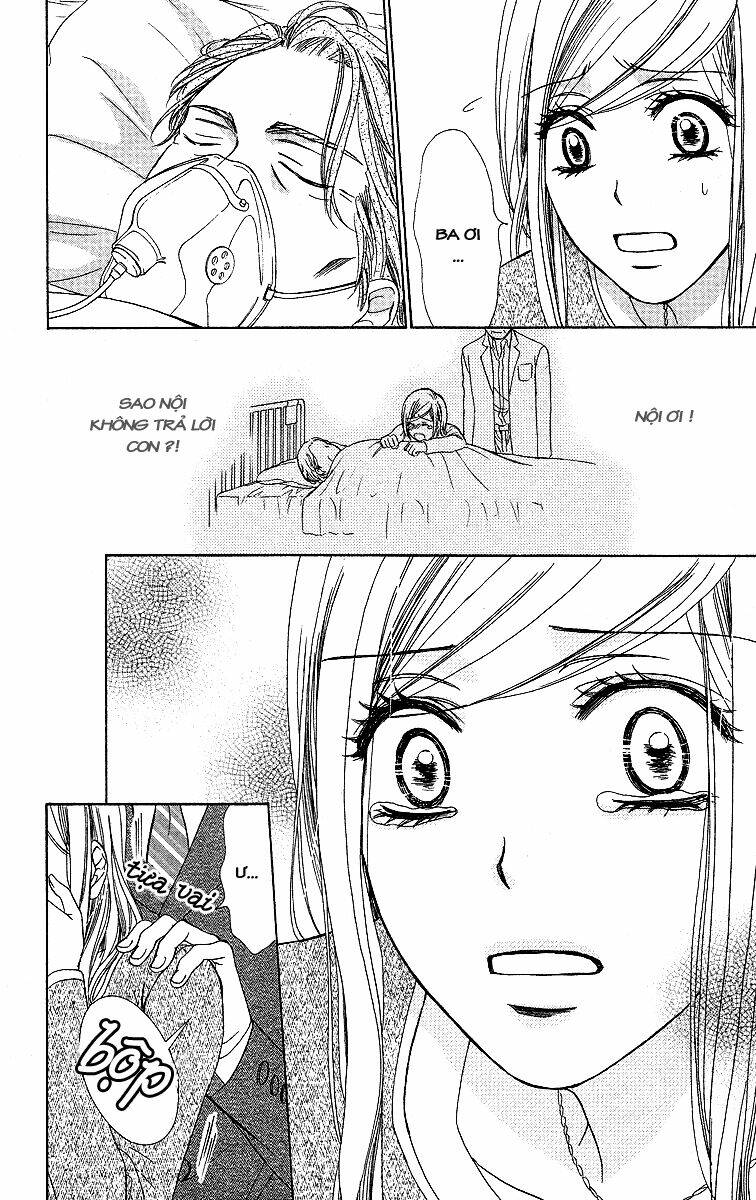 BA ƠI
...
NỘI ƠI !
SAO NỘI
KHÔNG TRẢ LỜI
CON ?!
Ư...
tựa vai
bộp